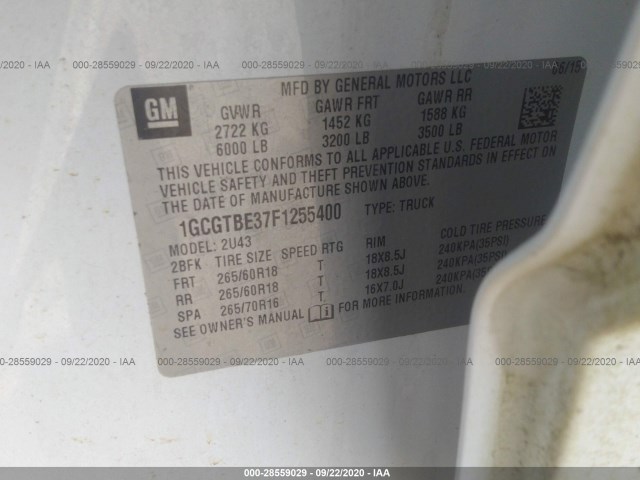 000-28559029 - 09/22/2020 - IAA 000-28559029 - 09/22/2020 - IAA 000-28559029 - 09/22/2020 - IAA
GM
MFD BY GENERAL MOTORS LLC
GVWR GAWR FRT GAWR RR
2722 KG 1452 KG 1588 KG
6000 LB 3200 LB 3500 LB
THIS VEHICLE CONFORMS TO ALL APPLICABLE U.S. FEDERAL MOTOR
VEHICLE SAFETY AND THEFT PREVENTION STANDARDS IN EFFECT ON
THE DATE OF MANUFACTURE SHOWN ABOVE.
1GCGTBE37F1255400 TYPE: TRUCK
MODEL: 2U43
2BFK TIRE SIZE SPEED RTG RIM COLD TIRE PRESSURE
FRT 265/60R18 T 18X8.5J 240KPA(35PSI)
RR 265/60R18 T 18X8.5J 240KPA(35PSI
SPA 265/70R16 T 16X7.0J 240KPA(35
SEE OWNER'S MANUAL FOR MORE INFORMATION.
000-28559029 - 09/22/2020 - IAA 000-28559029 - 09/22/2020 - IAA 000-28559029 - 09/22/2020 - IAA
000-28559029 - 09/22/2020 - IAA